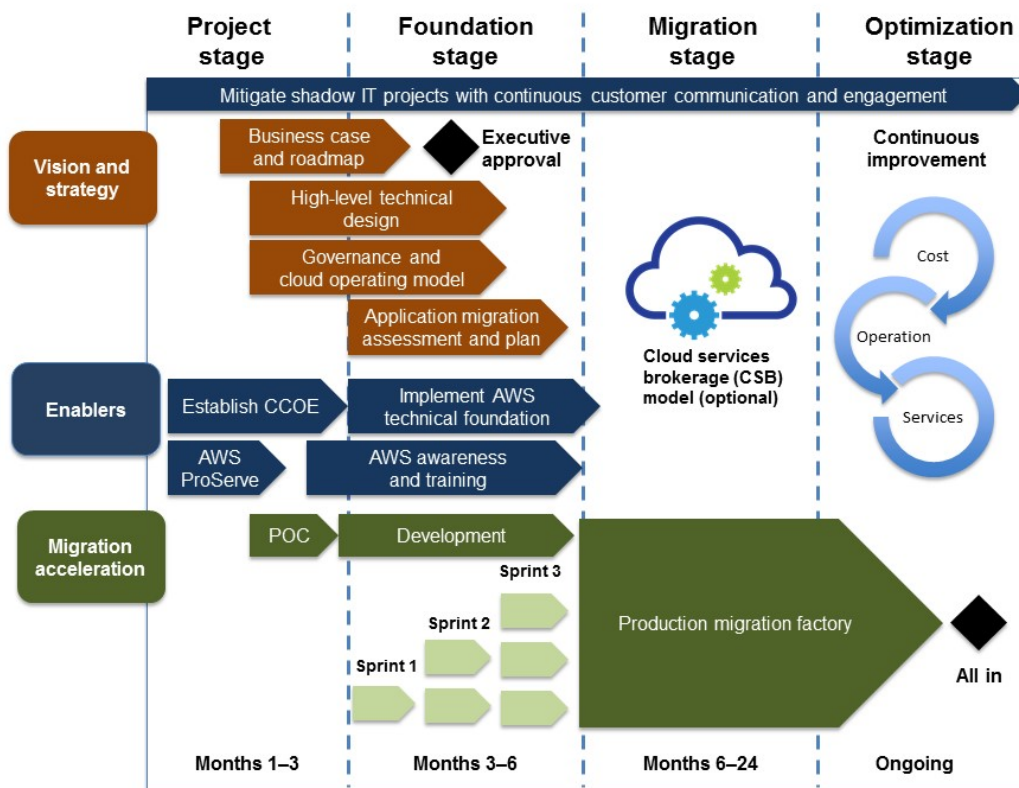 Project
stage
Foundation
stage
Migration
stage
Optimization
stage
Mitigate shadow IT projects with continuous customer communication and engagement
Vision and
strategy
Business case
and roadmap
Executive
approval
High-level technical
design
Governance and
cloud operating model
Application migration
assessment and plan
Cloud services
brokerage (CSB)
model (optional)
Continuous
improvement
Cost
Operation
Services
Enablers
Establish CCOE
Implement AWS
technical foundation
AWS
ProServe
AWS awareness
and training
Migration
acceleration
POC
Development
Sprint 3
Sprint 2
Sprint 1
Production migration factory
All in
Months 1–3
Months 3–6
Months 6–24
Ongoing